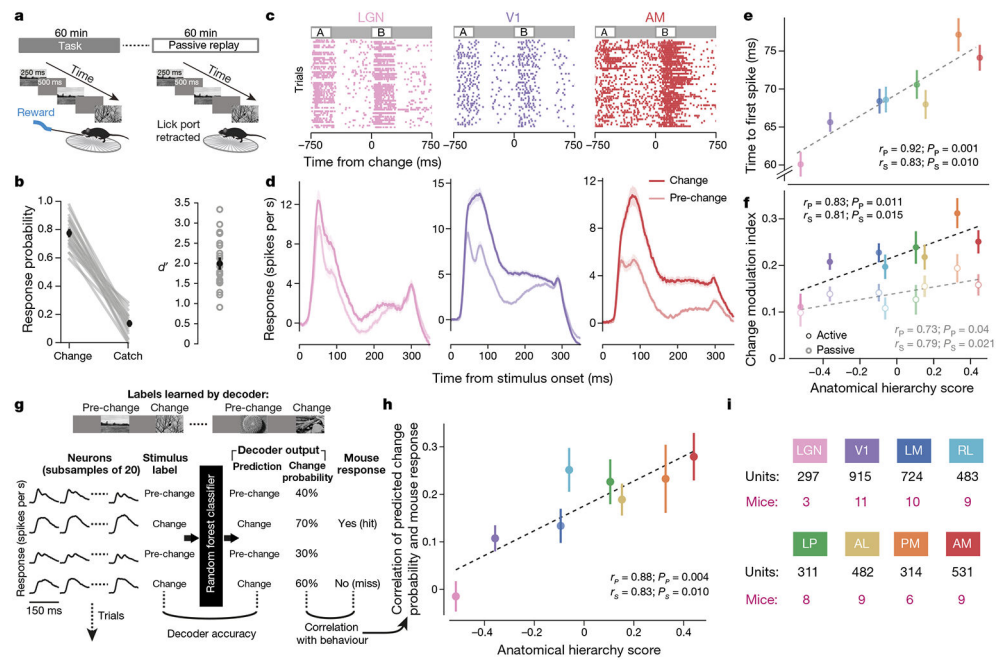 a
60 min
60 min
Task
Passive replay
250 ms
500 ms
Time
Time
Reward
Lick port
retracted
b
Response probability
1.0
0.8
0.6
0.4
0.2
0
Change
Catch
d′
3.5
3.0
2.5
2.0
1.5
1.0
0.5
0
c
LGN
V1
AM
A
B
A
B
A
B
Trials
−750
0
750
−750
0
750
−750
0
750
Time from change (ms)
d
Response (spikes per s)
12
8
4
0
15
10
5
0
12
8
4
0
Change
Pre-change
0
100
200
300
0
100
200
300
0
100
200
300
Time from stimulus onset (ms)
e
Time to first spike (ms)
75
70
65
60
rP = 0.92; PP = 0.001
rS = 0.83; PS = 0.010
f
Change modulation index
0.3
0.2
0.1
0
rP = 0.83; PP = 0.011
rS = 0.81; PS = 0.015
Active
Passive
rP = 0.73; PP = 0.04
rS = 0.79; PS = 0.021
−0.4
−0.2
0
0.2
0.4
Anatomical hierarchy score
g
Labels learned by decoder:
Pre-change
Change
Pre-change
Change
Neurons
(subsamples of 20)
Stimulus
label
Decoder output
Prediction
Change
probability
Mouse
response
Response (spikes per s)
Random forest classifier
Pre-change
Pre-change
40%
Change
Change
70%
Yes (hit)
Pre-change
Pre-change
30%
Change
Change
60%
No (miss)
150 ms
Trials
Decoder accuracy
Correlation
with behaviour
h
Correlation of predicted change
probability and mouse response
0.3
0.2
0.1
0
rP = 0.88; PP = 0.004
rS = 0.83; PS = 0.010
−0.4
−0.2
0
0.2
0.4
Anatomical hierarchy score
i
LGN
V1
LM
RL
Units:
297
915
724
483
Mice:
3
11
10
9
LP
AL
PM
AM
Units:
311
482
314
531
Mice:
8
9
6
9